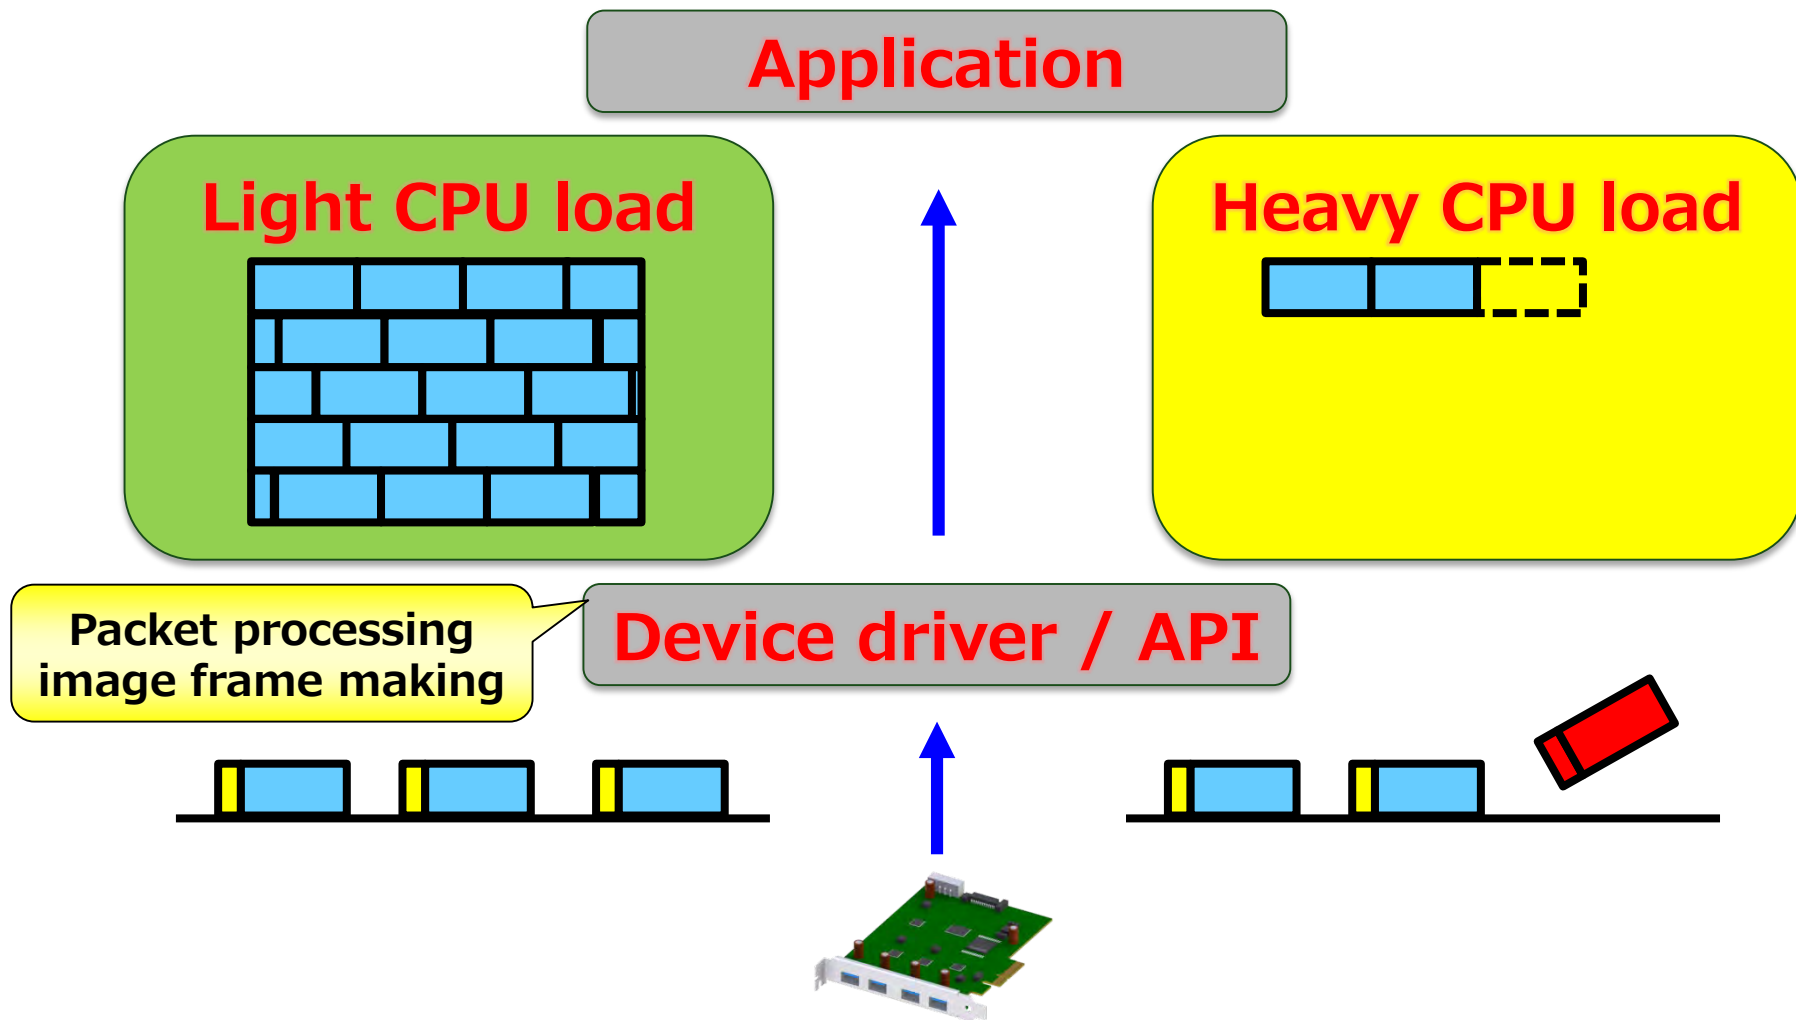 Application
Light CPU load
Heavy CPU load
Packet processing
image frame making
Device driver / API